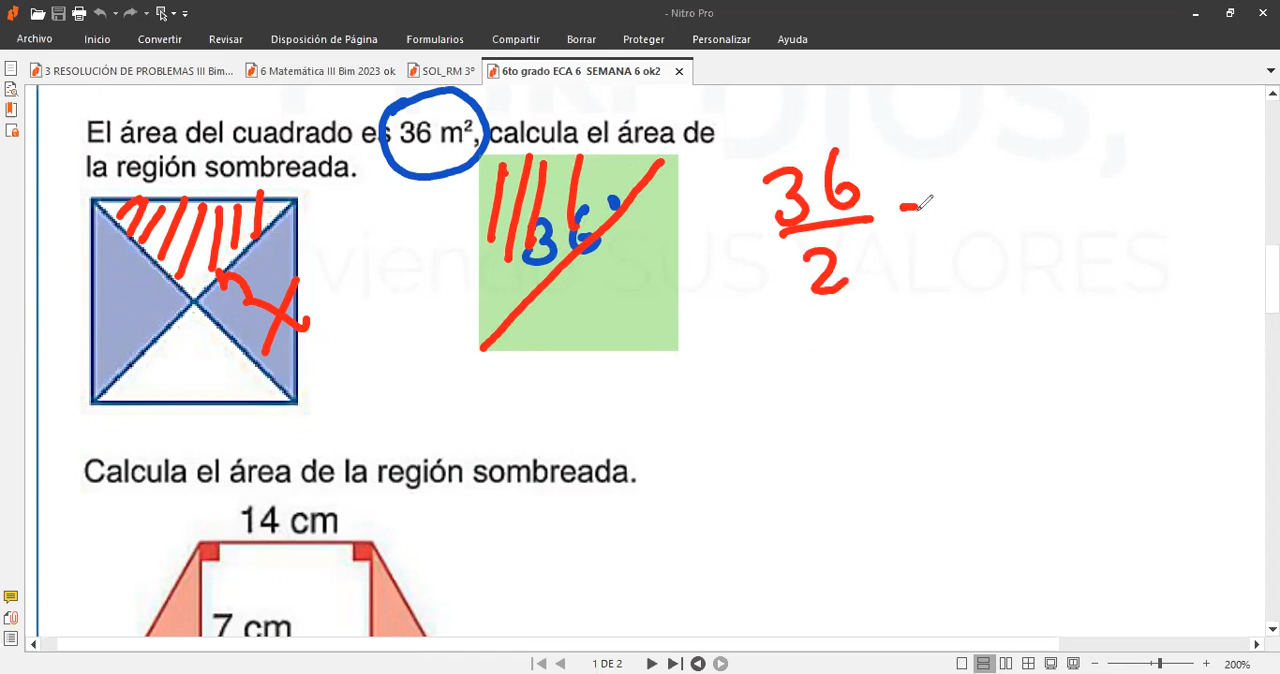 - Nitro Pro
Archivo Inicio Convertir Revisar Disposición de Página Formularios Compartir Borrar Proteger Personalizar Ayuda
3 RESOLUCIÓN DE PROBLEMAS III Bim... 6 Matemática III Bim 2023 ok SOL_RM 3° 6to grado ECA 6 SEMANA 6 ok2
El área del cuadrado es 36 m², calcula el área de
la región sombreada.
36
36
2
viendo SUS VALORES
Calcula el área de la región sombreada.
14 cm
7 cm
1 DE 2
200%